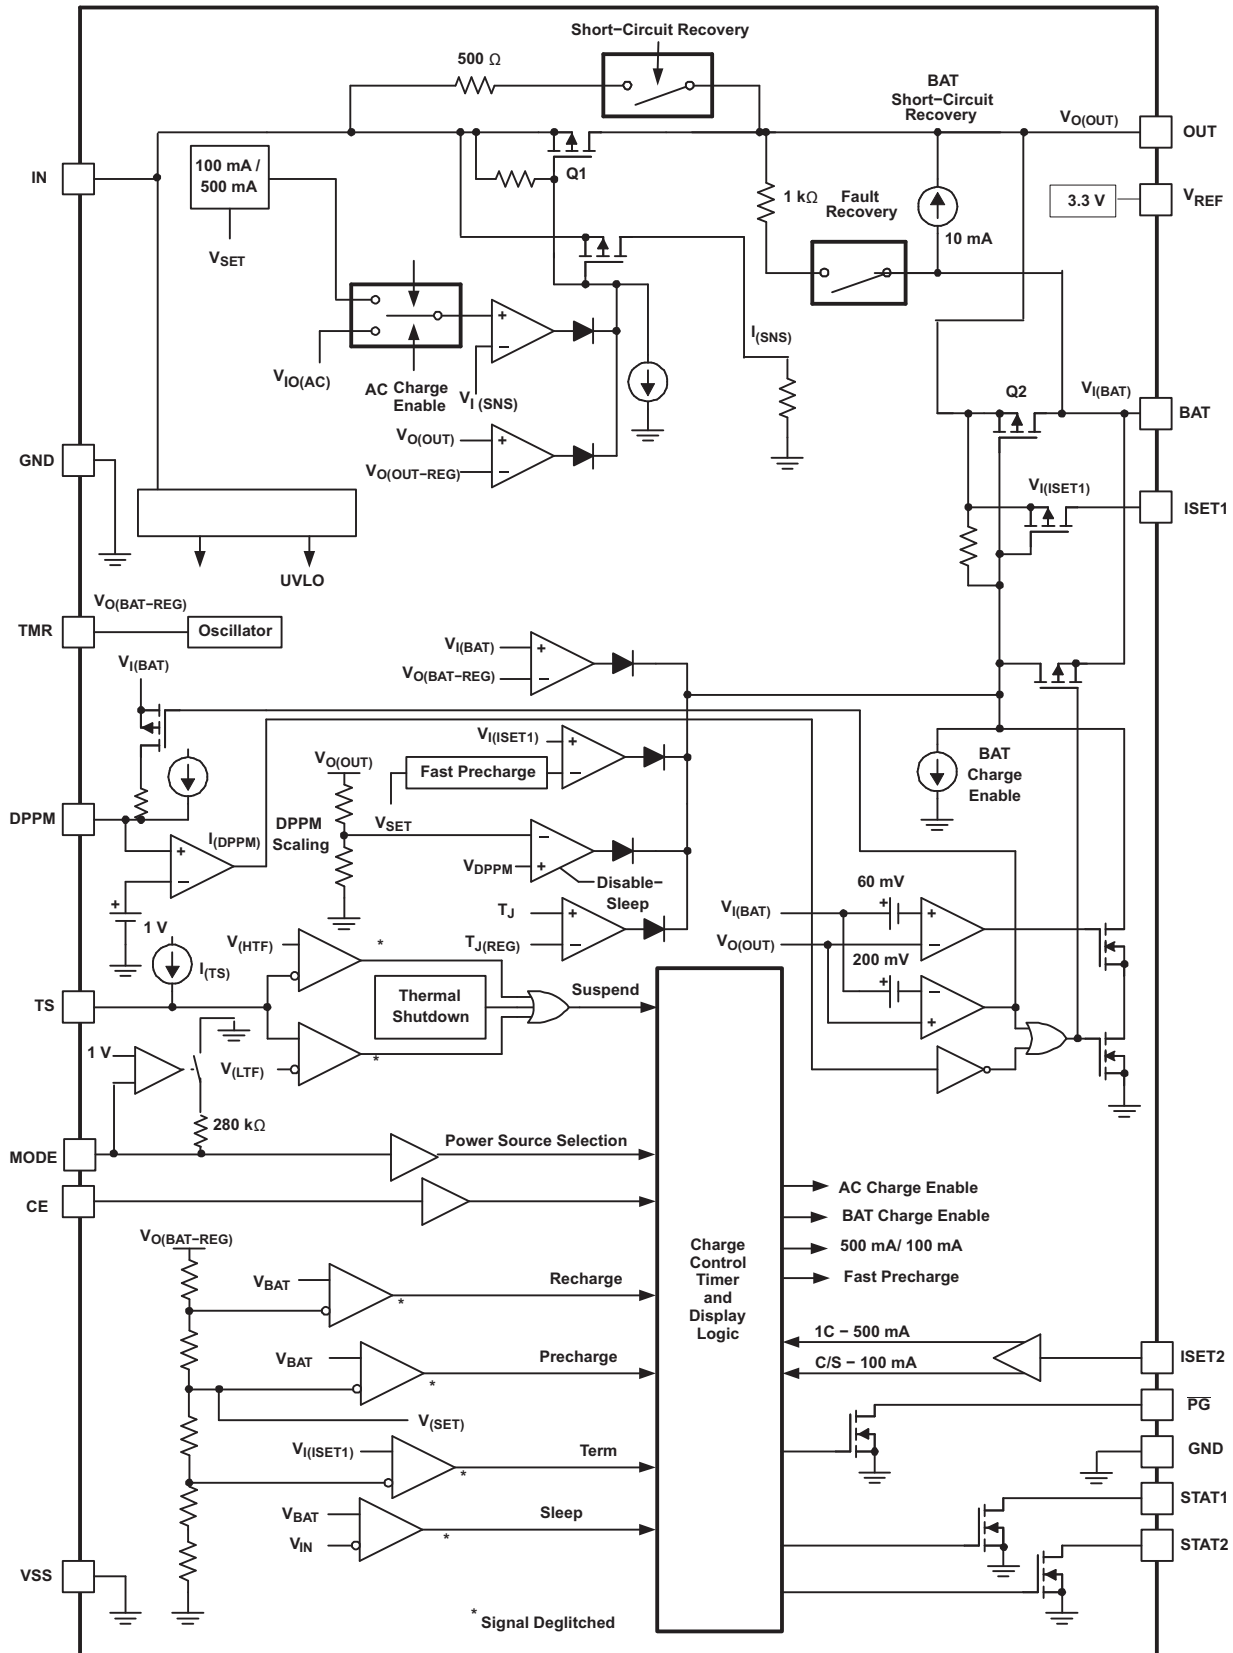 Short−Circuit Recovery
500 Ω
BAT
Short−Circuit
Recovery
VO(OUT)
OUT
IN
100 mA /
500 mA
Q1
1 kΩ
Fault
Recovery
3.3 V
VREF
VSET
10 mA
I(SNS)
VIO(AC)
AC Charge
Enable
VI (SNS)
Q2
VI(BAT)
BAT
GND
VO(OUT)
VO(OUT−REG)
VI(ISET1)
ISET1
UVLO
VO(BAT−REG)
TMR
Oscillator
VI(BAT)
VI(BAT)
VO(BAT−REG)
VI(ISET1)
VO(OUT)
Fast Precharge
BAT
Charge
Enable
DPPM
I(DPPM)
DPPM
Scaling
VSET
VDPPM
Disable−
Sleep
60 mV
1 V
TJ
VI(BAT)
V(HTF)
*
TJ(REG)
VO(OUT)
200 mV
I(TS)
TS
Thermal
Shutdown
Suspend
1 V
V(LTF)
*
280 kΩ
MODE
Power Source Selection
CE
AC Charge Enable
BAT Charge Enable
500 mA/ 100 mA
Fast Precharge
Charge
Control
Timer
and
Display
Logic
VO(BAT−REG)
VBAT
*
Recharge
1C − 500 mA
C/S − 100 mA
ISET2
VBAT
*
Precharge
PG
V(SET)
VI(ISET1)
*
Term
GND
STAT1
VBAT
VIN
*
Sleep
STAT2
VSS
* Signal Deglitched